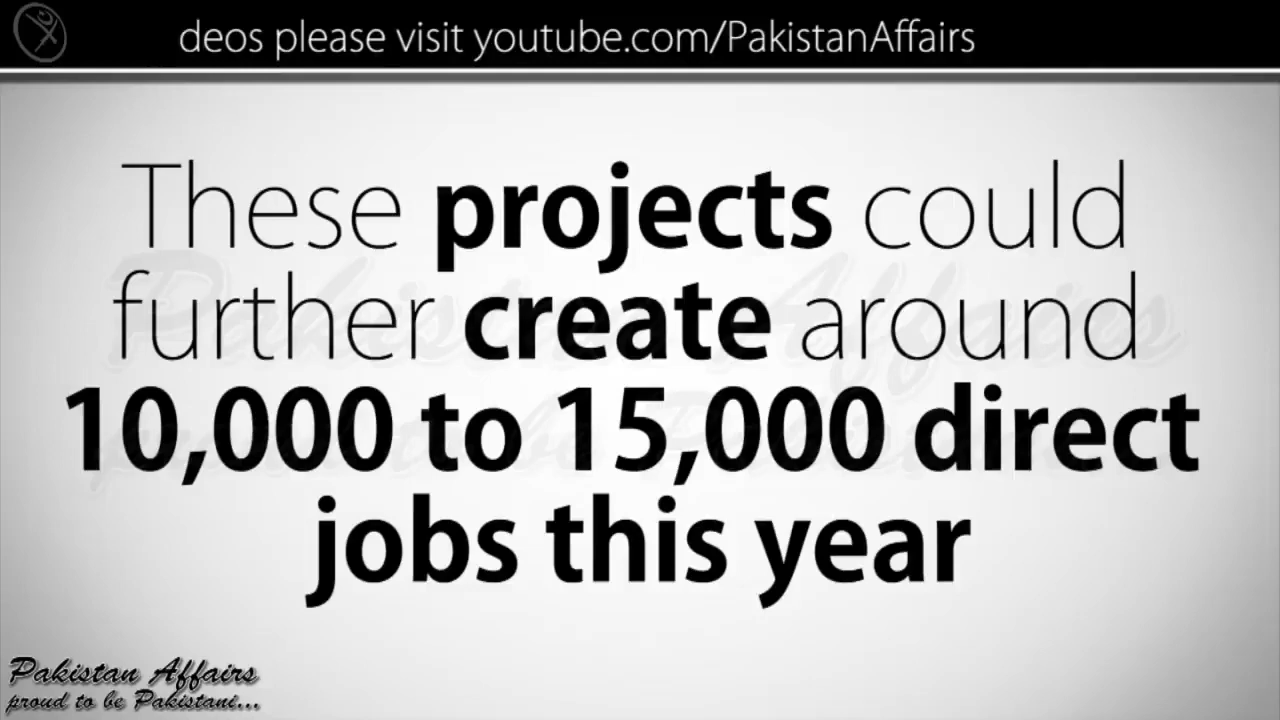 deos please visit youtube.com/PakistanAffairs
These projects could
further create around
10,000 to 15,000 direct
jobs this year
Pakistan Affairs
proud to be Pakistani...